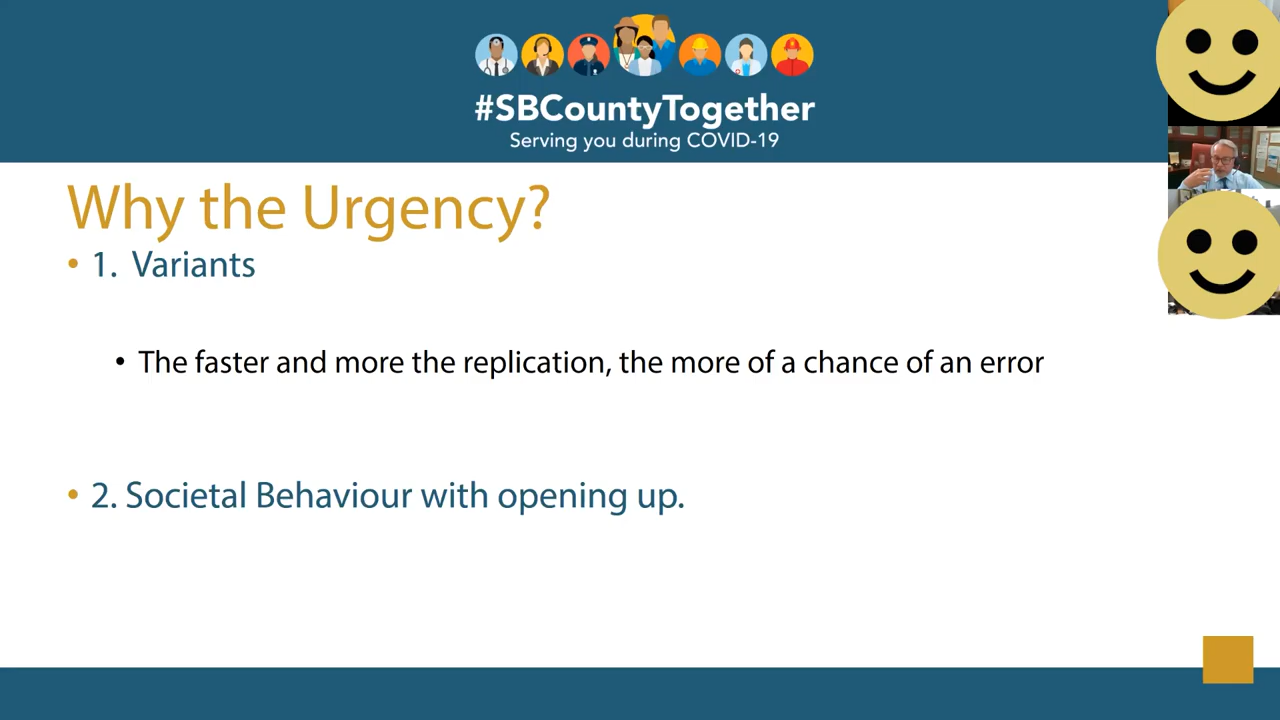 #SBCountyTogether
Serving you during COVID-19
Why the Urgency?
• 1. Variants
• The faster and more the replication, the more of a chance of an error
• 2. Societal Behaviour with opening up.